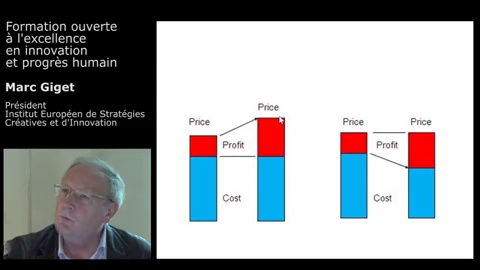 Formation ouverte
à l'excellence
en innovation
et progrès humain
Marc Giget
Président
Institut Européen de Stratégies
Créatives et d'Innovation
Price
Price
Profit
Cost
Price
Price
Profit
Cost